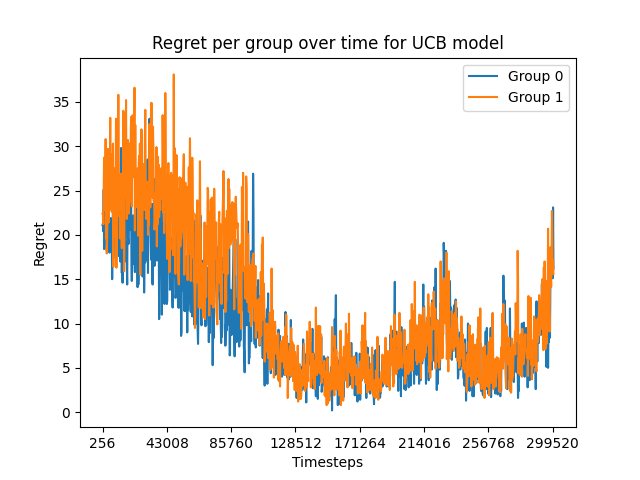 Regret per group over time for UCB model
Group 0
Group 1
35
30
25
20
15
10
5
0
Regret
256 43008 85760 128512 171264 214016 256768 299520
Timesteps